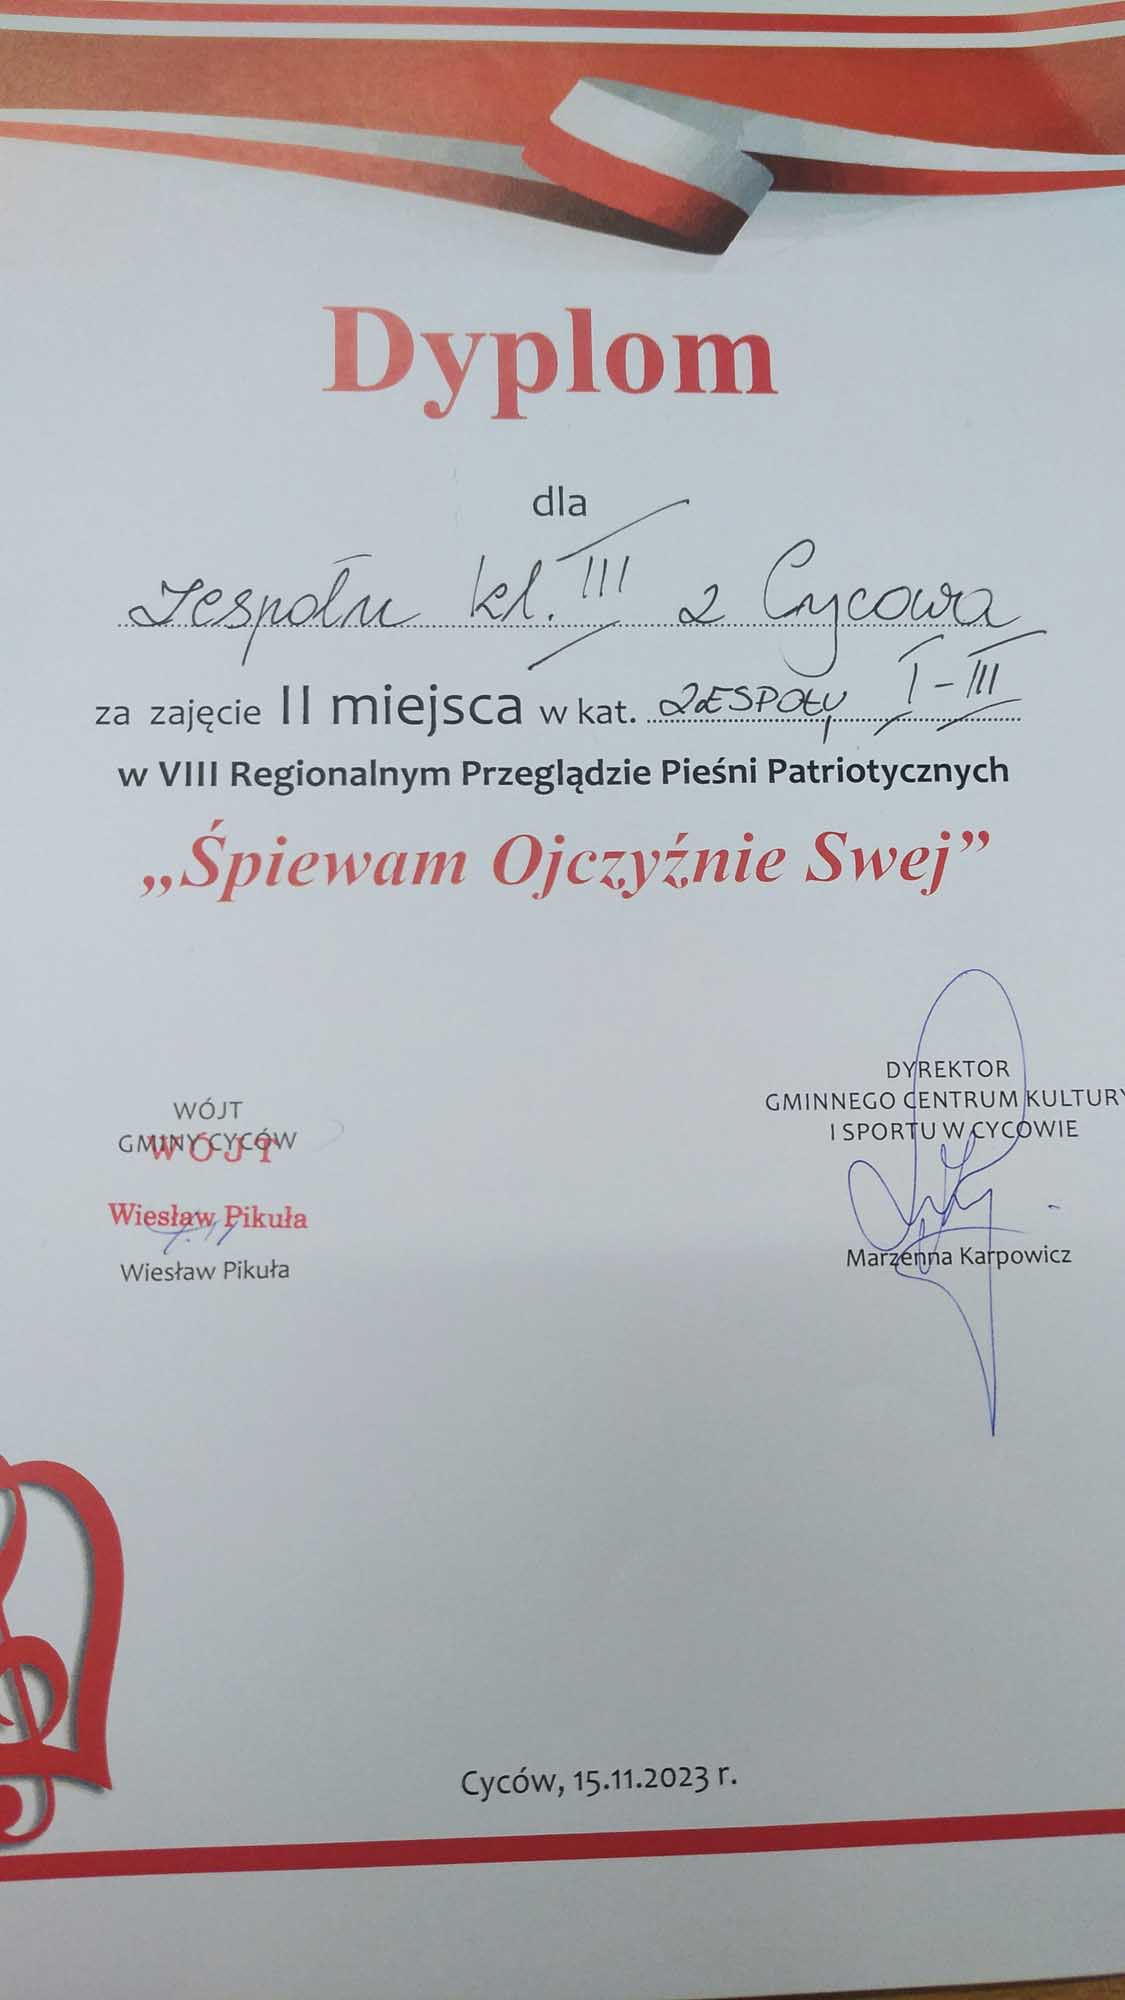 Dyplom
dla
Zespołu kl. III z Cycowa
za zajęcie II miejsca w kat. ZESPOŁY I-III
w VIII Regionalnym Przeglądzie Pieśni Patriotycznych
„Śpiewam Ojczyźnie Swej”
WÓJT
GMINY CYCÓW
WÓJT
Wiesław Pikuła
Wiesław Pikuła
DYREKTOR
GMINNEGO CENTRUM KULTURY
I SPORTU W CYCOWIE
Marzenna Karpowicz
Cyców, 15.11.2023 r.